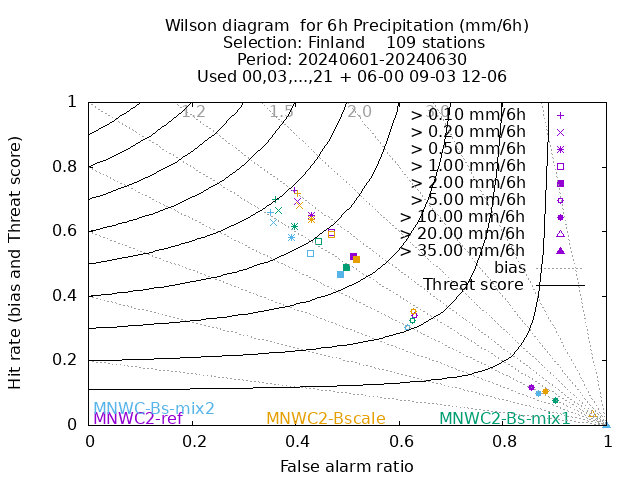 Wilson diagram  for 6h Precipitation (mm/6h)
Selection: Finland    109 stations
Period: 20240601-20240630
Used 00,03,...,21 + 06-00 09-03 12-06
Hit rate (bias and Threat score)
1
0.8
0.6
0.4
0.2
0
1.2
1.5
2.0
3.0
> 0.10 mm/6h
> 0.20 mm/6h
> 0.50 mm/6h
> 1.00 mm/6h
> 2.00 mm/6h
> 5.00 mm/6h
> 10.00 mm/6h
> 20.00 mm/6h
> 35.00 mm/6h
bias
Threat score
MNWC-Bs-mix2
MNWC2-ref
MNWC2-Bscale
MNWC2-Bs-mix1
0
0.2
0.4
0.6
0.8
1
False alarm ratio